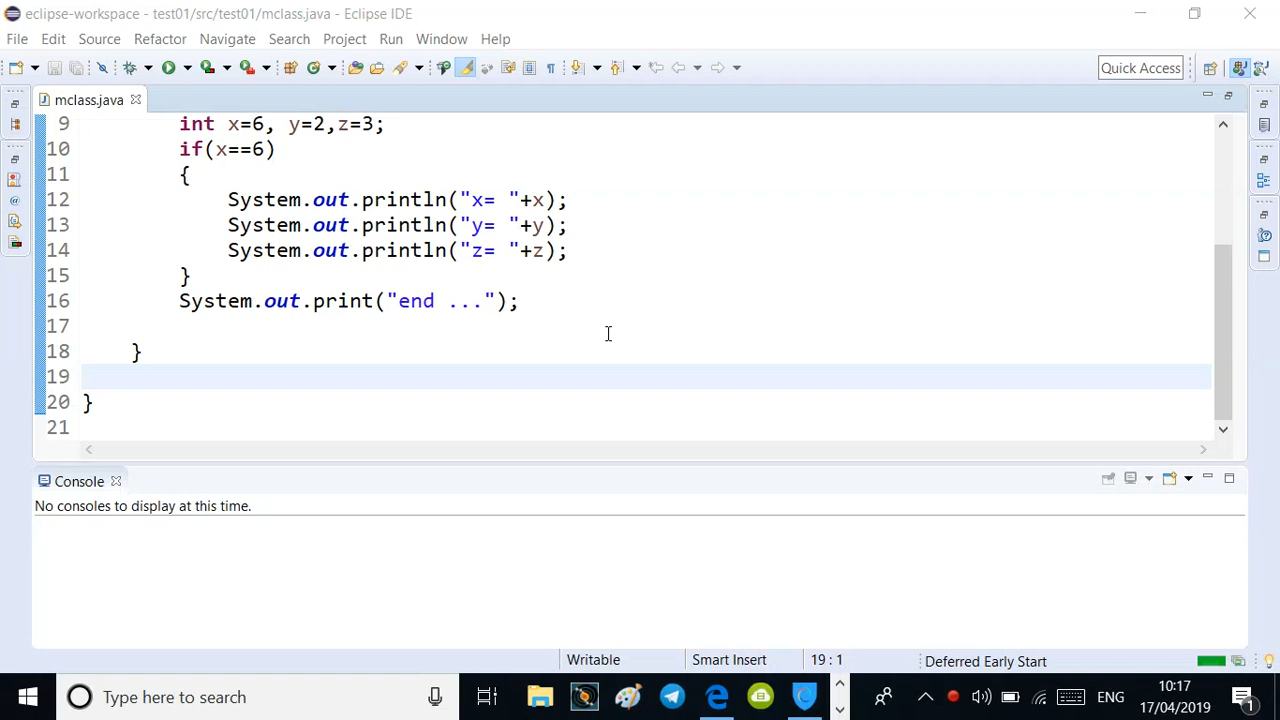 eclipse-workspace - test01/src/test01/mclass.java - Eclipse IDE
File Edit Source Refactor Navigate Search Project Run Window Help
Quick Access
mclass.java
9 int x=6, y=2,z=3;
10 if(x==6)
11 {
12 System.out.println("x= "+x);
13 System.out.println("y= "+y);
14 System.out.println("z= "+z);
15 }
16 System.out.print("end ...");
17
18 }
19
20 }
21
Console
No consoles to display at this time.
Writable Smart Insert 19 : 1 Deferred Early Start
Type here to search
ENG
10:17
17/04/2019
1